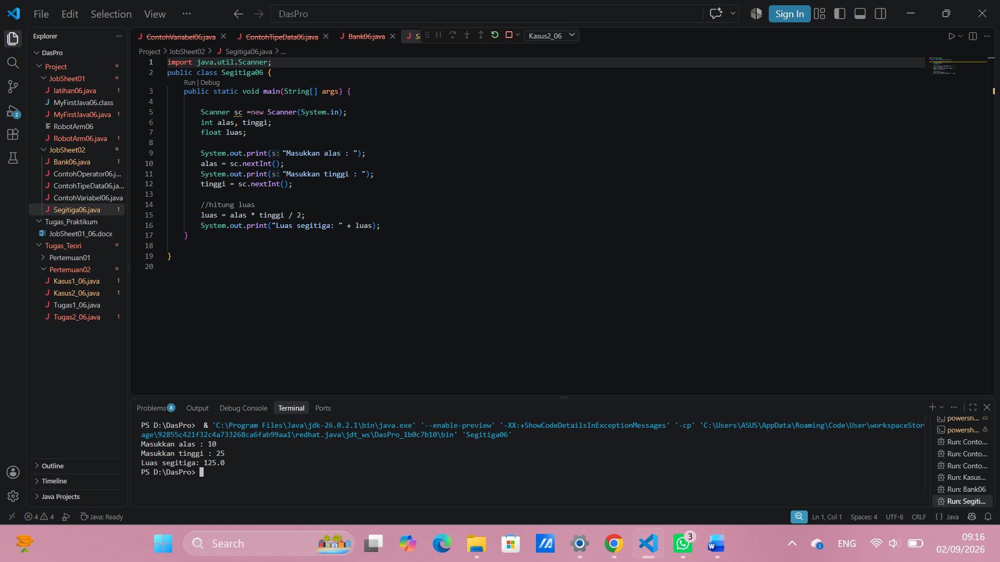 File Edit Selection View ··· DasPro Sign In
Explorer ···
DasPro
Project
JobSheet01
latihan06.java 1
MyFirstJava06.class
MyFirstJava06.java 1
RobotArm06
RobotArm06.java 1
JobSheet02
Bank06.java 1
ContohOperator06.j...
ContohTipeData06.ja...
ContohVariabel06.java
Segitiga06.java 1
Tugas_Praktikum
JobSheet01_06.docx
Tugas_Teori
Pertemuan01
Pertemuan02
Kasus1_06.java 1
Kasus2_06.java 1
Tugas1_06.java
Tugas2_06.java 1
Outline
Timeline
Java Projects
2
ContohVariabel06.java ContohTipeData06.java Bank06.java Kasus2_06
Project > JobSheet02 > Segitiga06.java > ...
1 import java.util.Scanner;
2 public class Segitiga06 {
Run | Debug
3 public static void main(String[] args) {
4
5 Scanner sc =new Scanner(System.in);
6 int alas, tinggi;
7 float luas;
8
9 System.out.print(s: "Masukkan alas : ");
10 alas = sc.nextInt();
11 System.out.print(s: "Masukkan tinggi : ");
12 tinggi = sc.nextInt();
13
14 //hitung luas
15 luas = alas * tinggi / 2;
16 System.out.print("Luas segitiga: " + luas);
17 }
18
19 }
20
Problems 8 Output Debug Console Terminal Ports
PS D:\DasPro> & 'C:\Program Files\Java\jdk-26.0.2.1\bin\java.exe' '--enable-preview' '-XX:+ShowCodeDetailsInExceptionMessages' '-cp' 'C:\Users\ASUS\AppData\Roaming\Code\User\workspaceStor
age\92855c421f32c4a733268ca6fab99aa1\redhat.java\jdt_ws\DasPro_1b0c7b10\bin' 'Segitiga06'
Masukkan alas : 10
Masukkan tinggi : 25
Luas segitiga: 125.0
PS D:\DasPro>
powersh...
powersh...
Run: Conto...
Run: Conto...
Run: Conto...
Run: Kasus...
Run: Bank06
Run: Segiti...
4 4 Java: Ready Ln 1, Col 1 Spaces: 4 UTF-8 CRLF {} Java
Search 3 ENG 09:16
02/09/2026